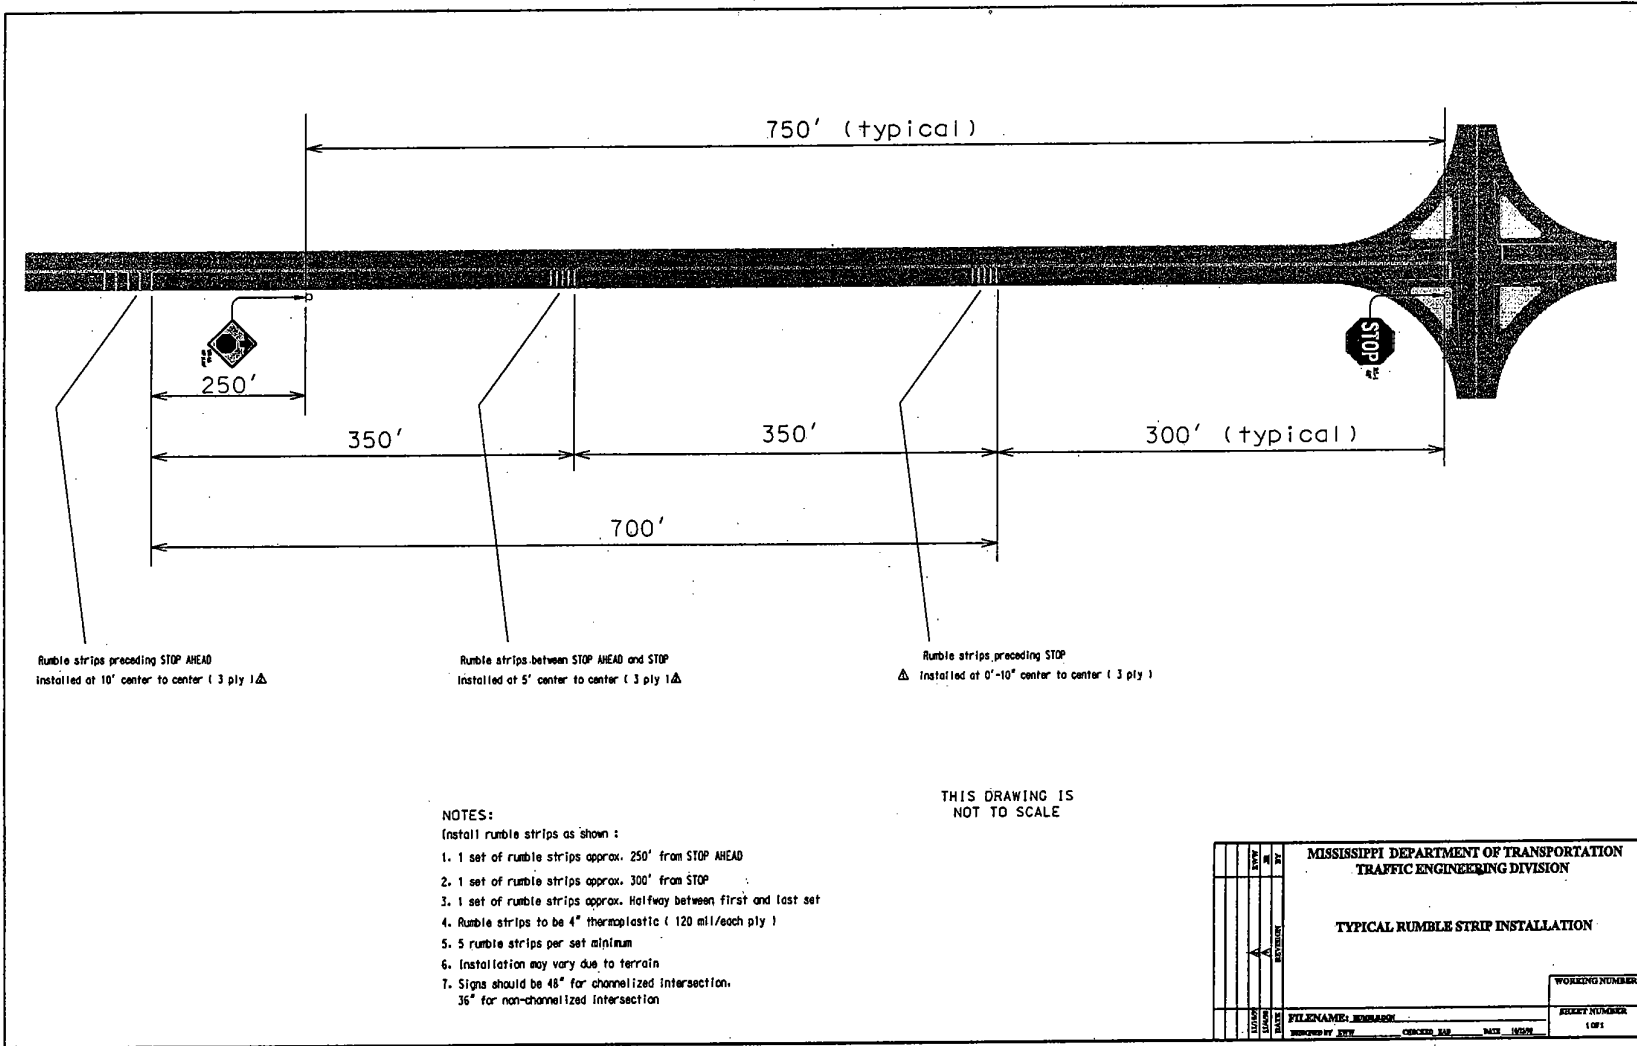 750' (typical)
STOP
250'
350'
350'
300' (typical)
700'
Rumble strips preceding STOP AHEAD
installed at 10' center to center ( 3 ply )
Rumble strips between STOP AHEAD and STOP
installed at 5' center to center ( 3 ply )
Rumble strips preceding STOP
installed at 0'-10" center to center ( 3 ply )
THIS DRAWING IS
NOT TO SCALE
NOTES:
Install rumble strips as shown :
1. 1 set of rumble strips approx. 250' from STOP AHEAD
2. 1 set of rumble strips approx. 300' from STOP
3. 1 set of rumble strips approx. Halfway between first and last set
4. Rumble strips to be 4" thermoplastic ( 120 mil/each ply )
5. 5 rumble strips per set minimum
6. Installation may vary due to terrain
7. Signs should be 48" for channelized intersection.
36" for non-channelized intersection
MISSISSIPPI DEPARTMENT OF TRANSPORTATION
TRAFFIC ENGINEERING DIVISION
TYPICAL RUMBLE STRIP INSTALLATION
WORKING NUMBER
SHEET NUMBER
1 OF 1
FILENAME:
DESIGNED BY CHECKED DATE
BY
REVISION
DATE